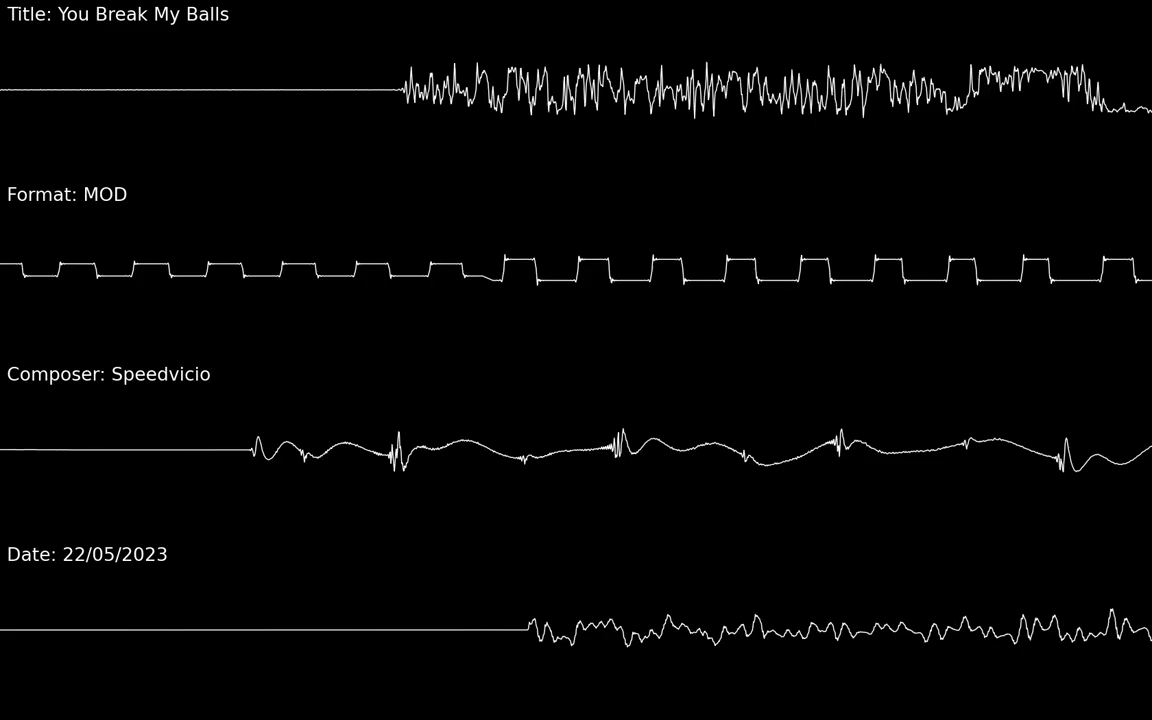 Title: You Break My Balls
Format: MOD
Composer: Speedvicio
Date: 22/05/2023